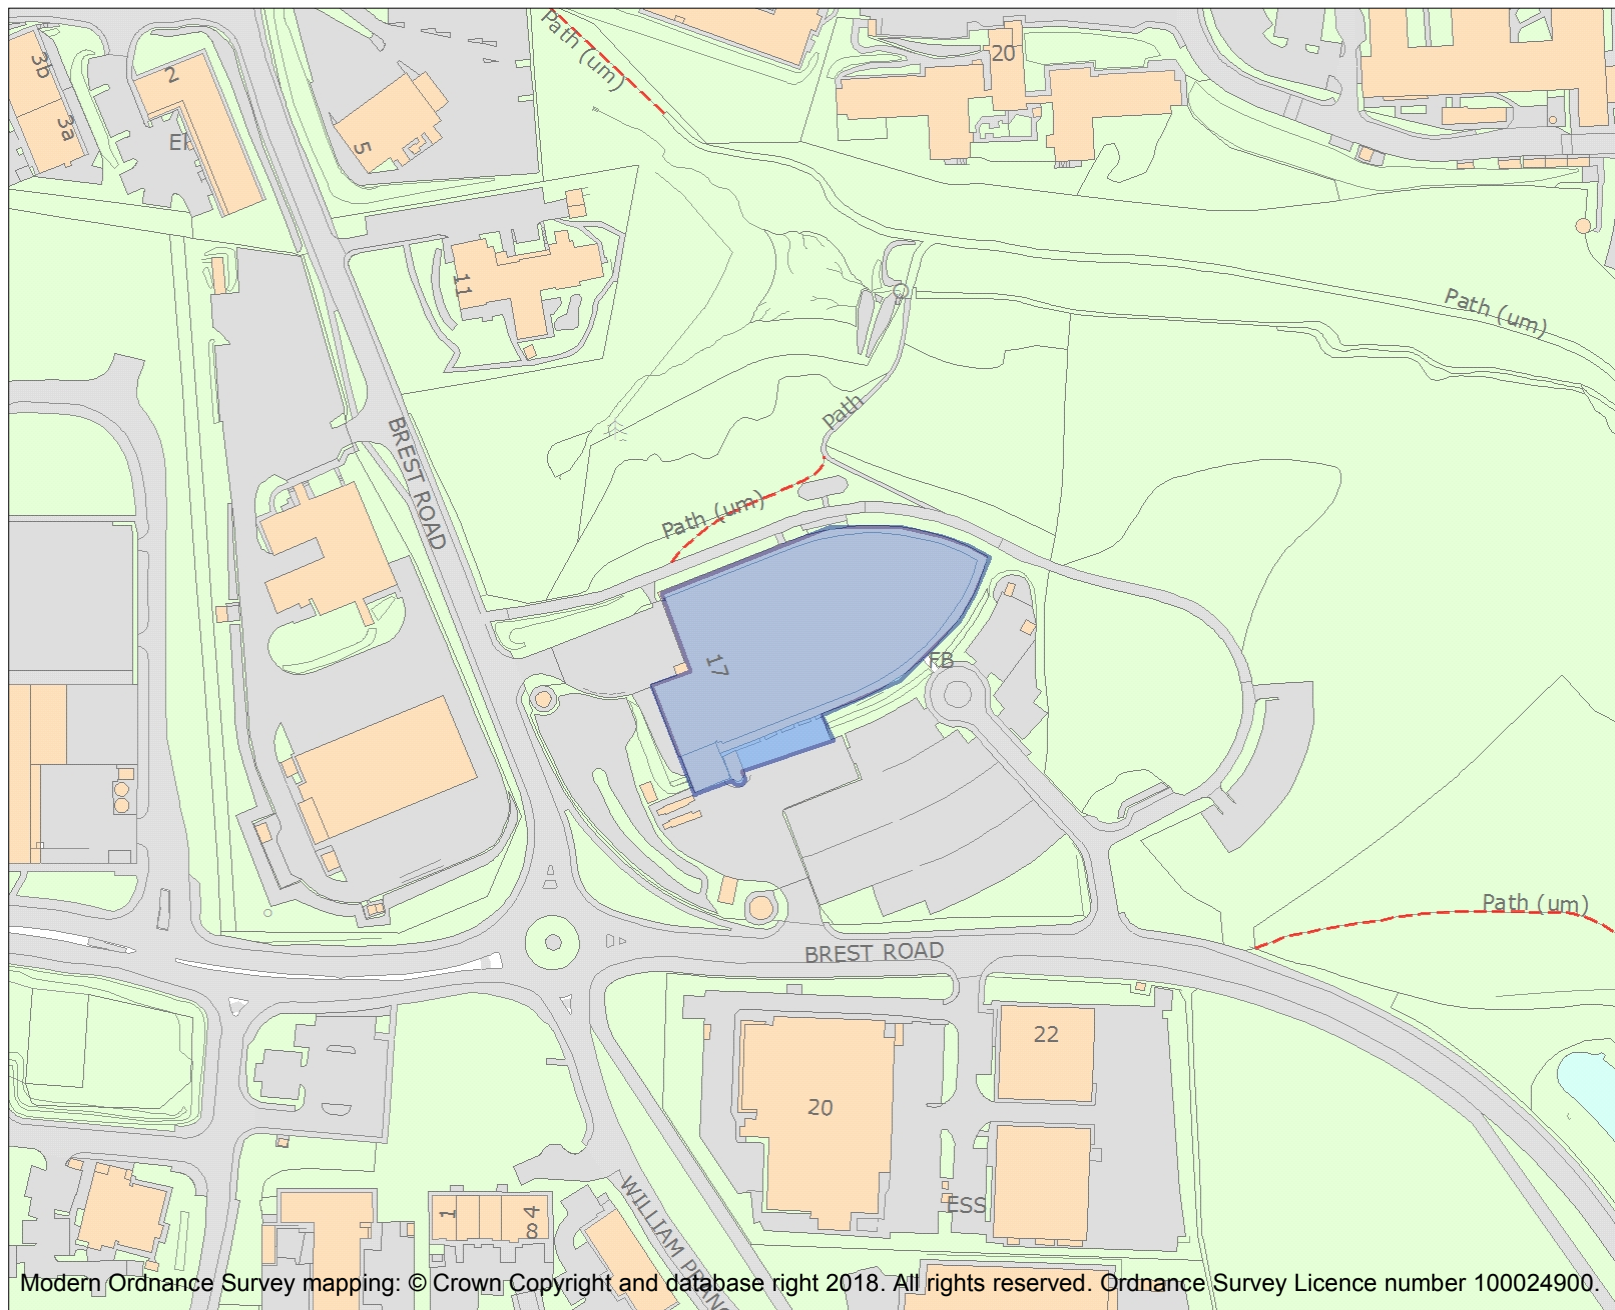 Path (um)
20
3b
2
3a
5
11
Path (um)
Path
BREST ROAD
Path (um)
17
FB
Path (um)
BREST ROAD
22
20
ESS
1
4
8
WILLIAM
Modern Ordnance Survey mapping: © Crown Copyright and database right 2018. All rights reserved. Ordnance Survey Licence number 100024900.